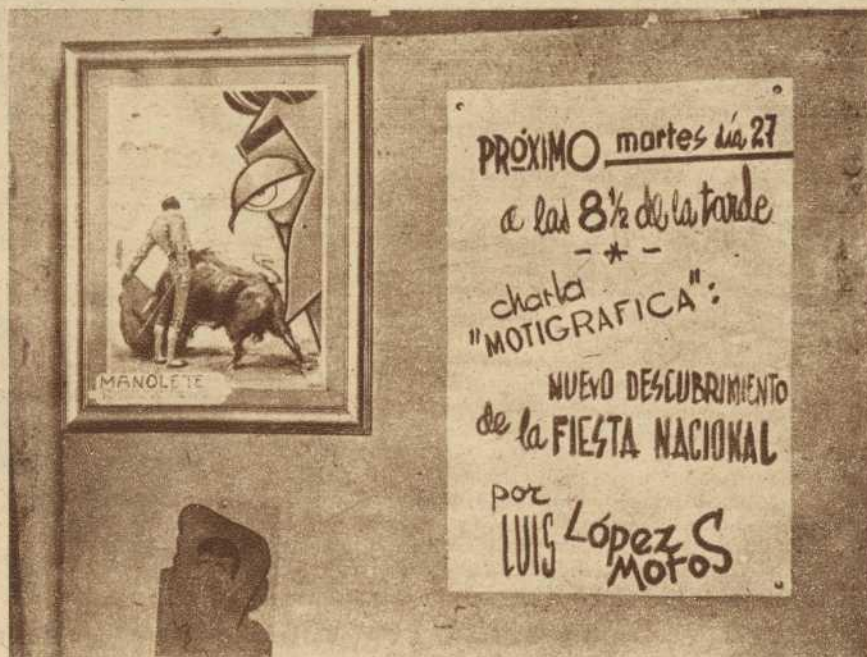 MANOLETE
PRÓXIMO martes día 27
a las 8½ de la tarde
- * -
charla
"MOTIGRAFICA":
NUEVO DESCUBRIMIENTO
de la FIESTA NACIONAL
por
LUIS López
MOTOS